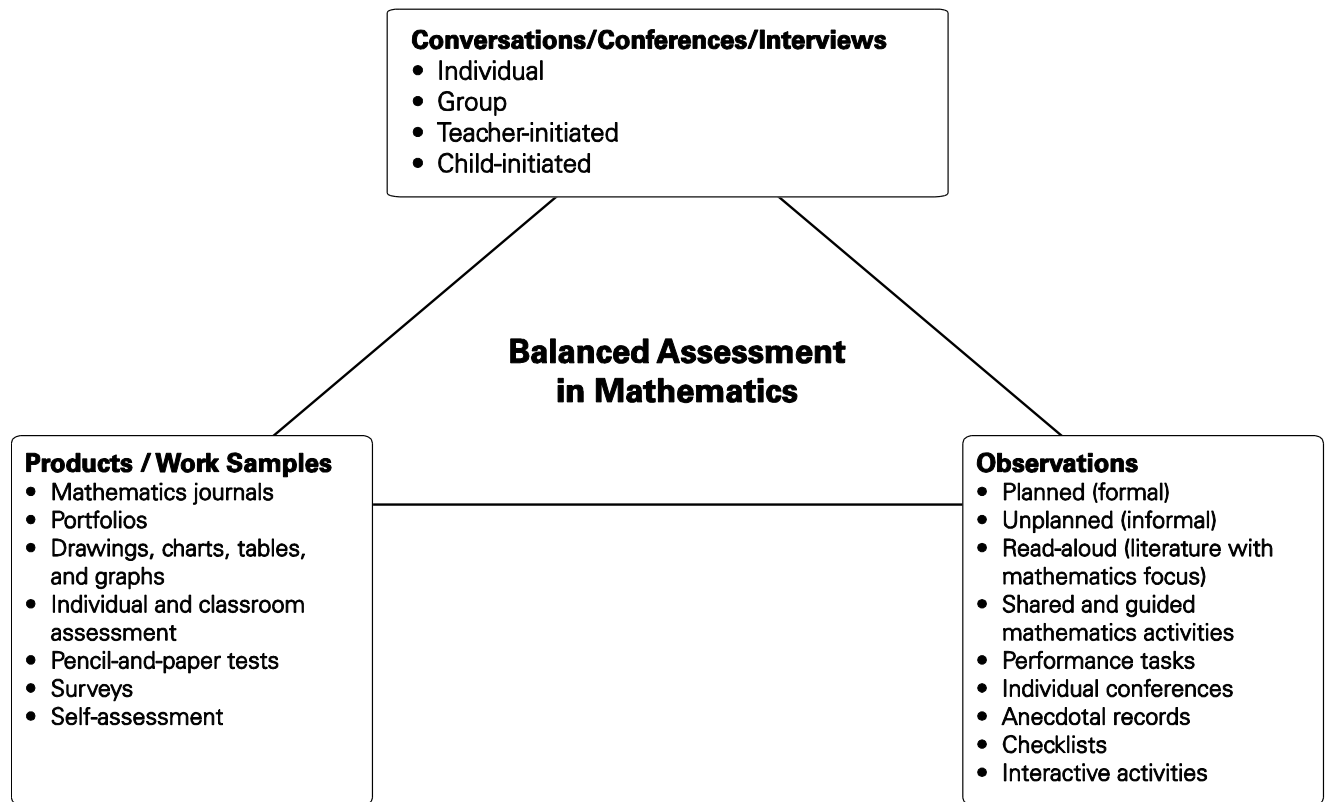 Conversations/Conferences/Interviews
• Individual
• Group
• Teacher-initiated
• Child-initiated
Balanced Assessment
in Mathematics
Products / Work Samples
• Mathematics journals
• Portfolios
• Drawings, charts, tables,
and graphs
• Individual and classroom
assessment
• Pencil-and-paper tests
• Surveys
• Self-assessment
Observations
• Planned (formal)
• Unplanned (informal)
• Read-aloud (literature with
mathematics focus)
• Shared and guided
mathematics activities
• Performance tasks
• Individual conferences
• Anecdotal records
• Checklists
• Interactive activities